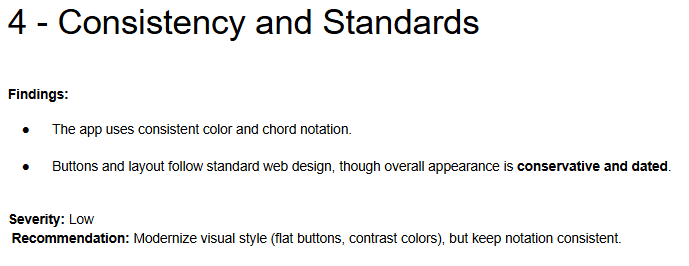 4 - Consistency and Standards
Findings:
● The app uses consistent color and chord notation.
● Buttons and layout follow standard web design, though overall appearance is conservative and dated.
Severity: Low
Recommendation: Modernize visual style (flat buttons, contrast colors), but keep notation consistent.